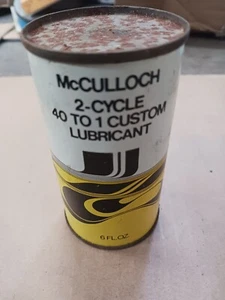 McCULLOCH
2-CYCLE
40 TO 1 CUSTOM
LUBRICANT
6 FL. OZ.